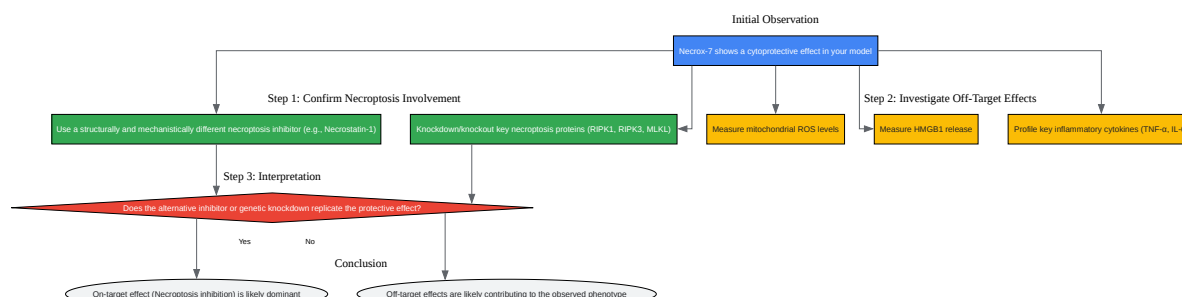 Initial Observation
Necrox-7 shows a cytoprotective effect in your model
Step 1: Confirm Necroptosis Involvement
Step 2: Investigate Off-Target Effects
Use a structurally and mechanistically different necroptosis inhibitor (e.g., Necrostatin-1)
Knockdown/knockout key necroptosis proteins (RIPK1, RIPK3, MLKL)
Measure mitochondrial ROS levels
Measure HMGB1 release
Profile key inflammatory cytokines (TNF-α,
Step 3: Interpretation
Does the alternative inhibitor or genetic knockdown replicate the protective effect?
Yes
No
Conclusion
On-target effect (Necroptosis inhibition) is likely dominant
Off-target effects are likely contributing to the observed phenotype